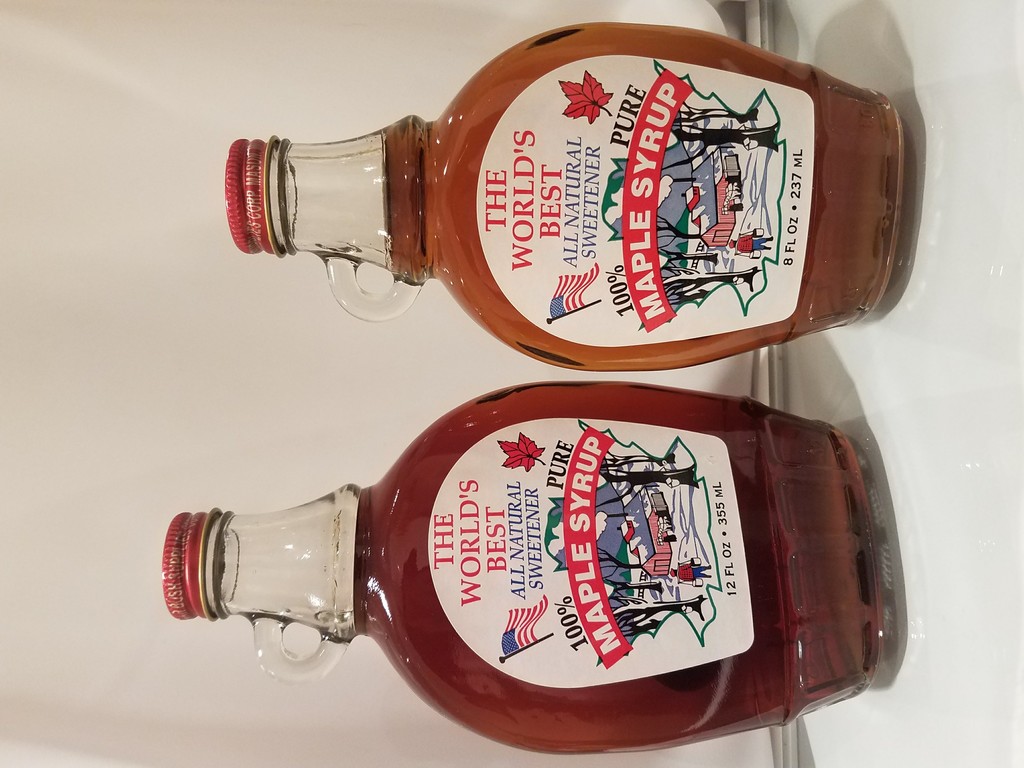 THE
WORLD'S
BEST
ALL NATURAL
SWEETENER
100% PURE
MAPLE SYRUP
12 FL OZ • 355 ML
THE
WORLD'S
BEST
ALL NATURAL
SWEETENER
100% PURE
MAPLE SYRUP
8 FL OZ • 237 ML